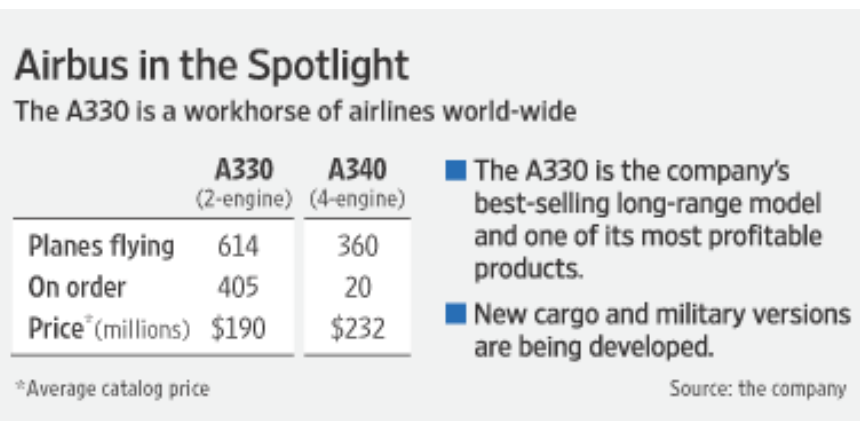 Airbus in the Spotlight
The A330 is a workhorse of airlines world-wide
A330 A340
(2-engine) (4-engine)
Planes flying 614 360
On order 405 20
Price*(millions) $190 $232
*Average catalog price
■ The A330 is the company's
best-selling long-range model
and one of its most profitable
products.
■ New cargo and military versions
are being developed.
Source: the company